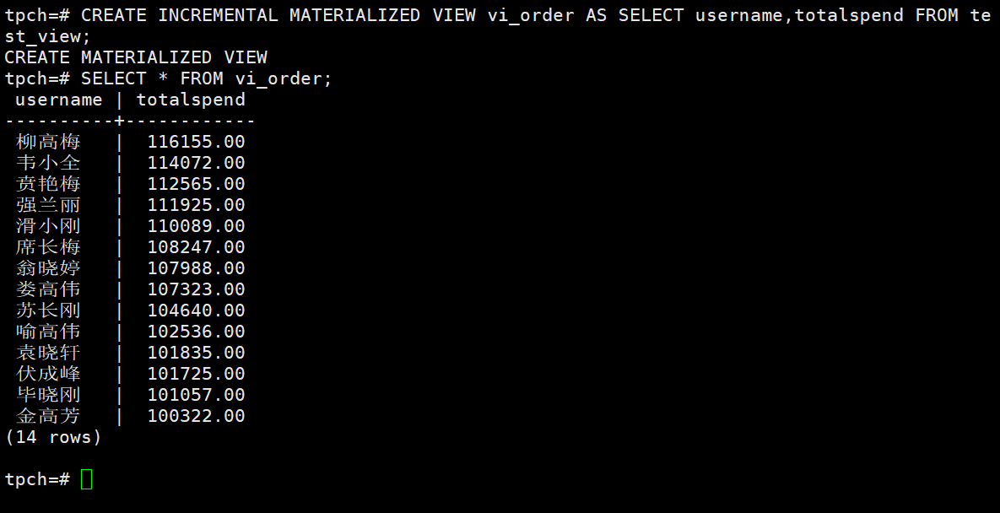 tpch=# CREATE INCREMENTAL MATERIALIZED VIEW vi_order AS SELECT username,totalspend FROM te
st_view;
CREATE MATERIALIZED VIEW
tpch=# SELECT * FROM vi_order;
 username | totalspend
----------+------------
 柳高梅   |  116155.00
 韦小全   |  114072.00
 贲艳梅   |  112565.00
 强兰丽   |  111925.00
 滑小刚   |  110089.00
 席长梅   |  108247.00
 翁晓婷   |  107988.00
 娄高伟   |  107323.00
 苏长刚   |  104640.00
 喻高伟   |  102536.00
 袁晓轩   |  101835.00
 伏成峰   |  101725.00
 毕晓刚   |  101057.00
 金高芳   |  100322.00
(14 rows)
tpch=#